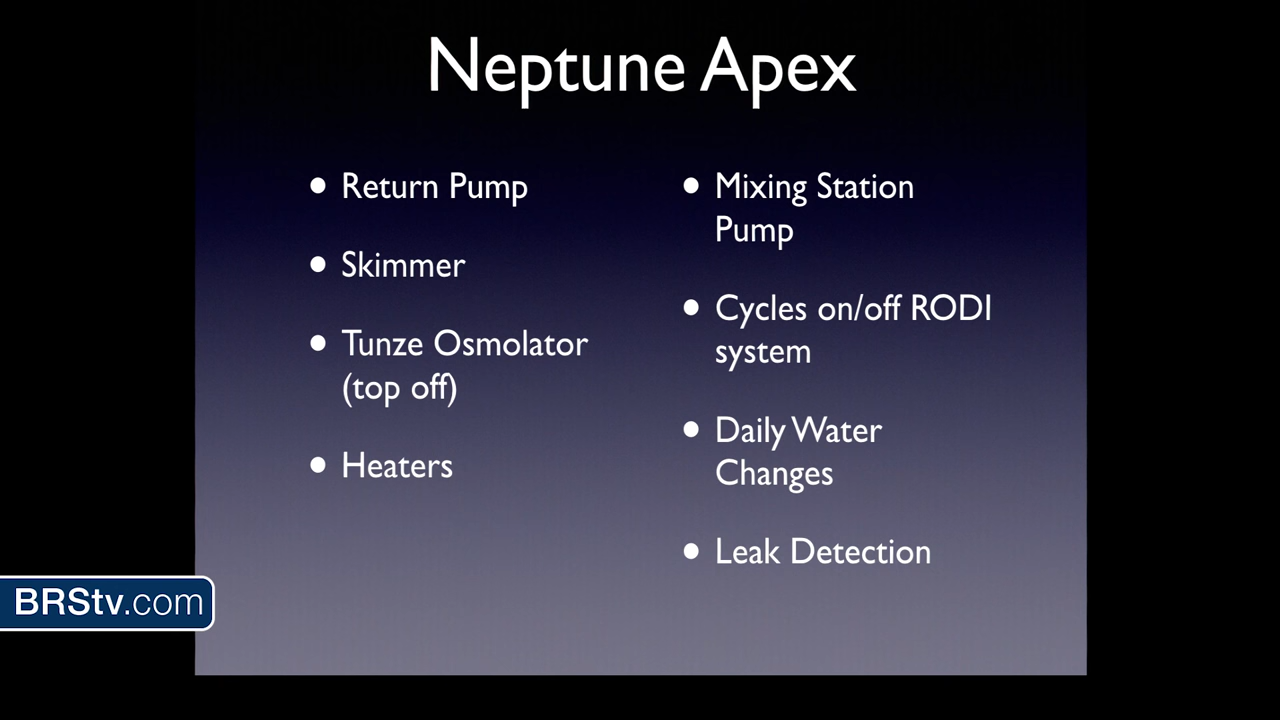 Neptune Apex
• Return Pump
• Skimmer
• Tunze Osmolator
(top off)
• Heaters
• Mixing Station
Pump
• Cycles on/off RODI
system
• Daily Water
Changes
• Leak Detection
BRStv.com